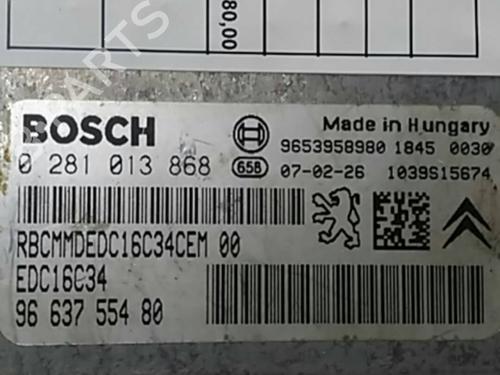 80,00
PARTS
BOSCH
Made in Hungary
9653958980 1845 0030
0 281 013 868 658 07-02-26 1039S15674
RBCMMDEDC16C34CEM 00
EDC16C34
96 637 554 80